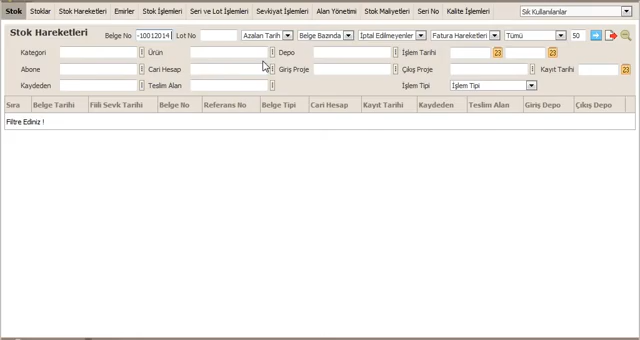 Stok Stoklar Stok Hareketleri Emirler Stok İşlemleri Seri ve Lot İşlemleri Sevkiyat İşlemleri Alan Yönetimi Stok Maliyetleri Seri No Kalite İşlemleri Sık Kullanılanlar
Stok Hareketleri Belge No -10012014 Lot No Azalan Tarih Belge Bazında İptal Edilmeyenler Fatura Hareketleri Tümü 50
Kategori Ürün Depo İşlem Tarihi 23 23
Abone Cari Hesap Giriş Proje Çıkış Proje Kayıt Tarihi 23
Kaydeden Teslim Alan İşlem Tipi İşlem Tipi
Sıra Belge Tarihi Fiili Sevk Tarihi Belge No Referans No Belge Tipi Cari Hesap Kayıt Tarihi Kaydeden Teslim Alan Giriş Depo Çıkış Depo
Filtre Ediniz !